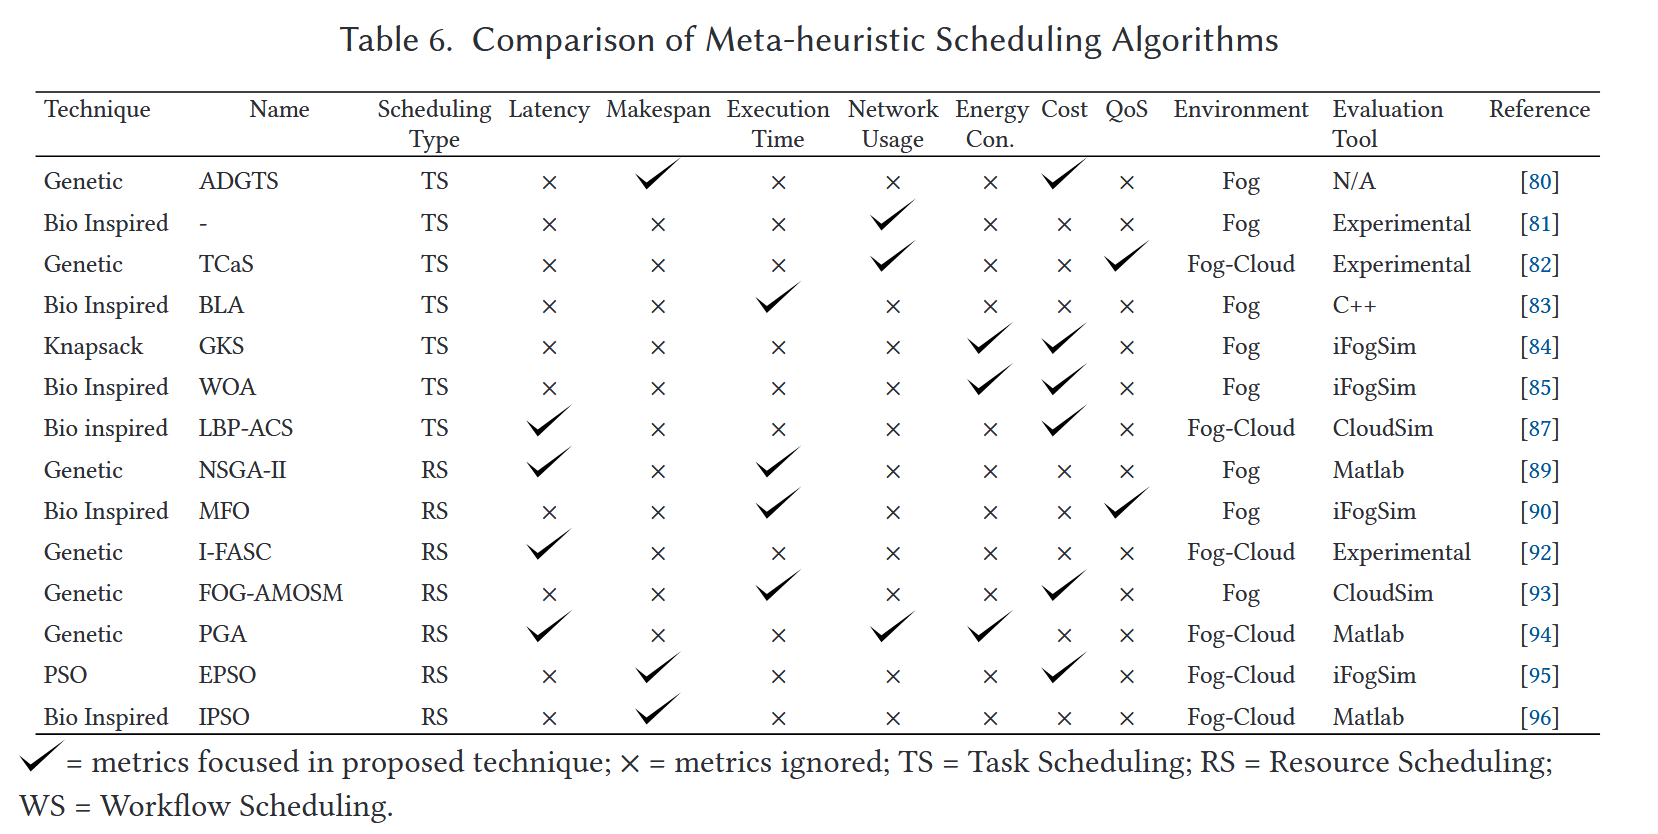 Table 6. Comparison of Meta-heuristic Scheduling Algorithms
Technique Name Scheduling Type Latency Makespan Execution Time Network Usage Energy Con. Cost QoS Environment Evaluation Tool Reference
Genetic ADGTS TS × ✓ × × × ✓ × Fog N/A [80]
Bio Inspired - TS × × × ✓ × × × Fog Experimental [81]
Genetic TCaS TS × × × ✓ × × ✓ Fog-Cloud Experimental [82]
Bio Inspired BLA TS × × ✓ × × × × Fog C++ [83]
Knapsack GKS TS × × × × ✓ ✓ × Fog iFogSim [84]
Bio Inspired WOA TS × × × × ✓ ✓ × Fog iFogSim [85]
Bio inspired LBP-ACS TS ✓ × × × × ✓ × Fog-Cloud CloudSim [87]
Genetic NSGA-II RS ✓ × ✓ × × × × Fog Matlab [89]
Bio Inspired MFO RS × × ✓ × × × ✓ Fog iFogSim [90]
Genetic I-FASC RS ✓ × × × × × × Fog-Cloud Experimental [92]
Genetic FOG-AMOSM RS × × ✓ × × ✓ × Fog CloudSim [93]
Genetic PGA RS ✓ × × ✓ ✓ × × Fog-Cloud Matlab [94]
PSO EPSO RS × ✓ × × × ✓ × Fog-Cloud iFogSim [95]
Bio Inspired IPSO RS × ✓ × × × × × Fog-Cloud Matlab [96]
✓ = metrics focused in proposed technique; × = metrics ignored; TS = Task Scheduling; RS = Resource Scheduling;
WS = Workflow Scheduling.